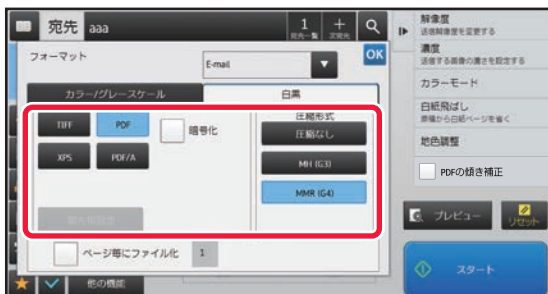 宛先 aaa
1
宛先一覧
+
次宛先
フォーマット
E-mail
OK
カラー/グレースケール
白黒
TIFF
PDF
暗号化
XPS
PDF/A
圧縮形式
圧縮なし
MH (G3)
MMR (G4)
ページ毎にファイル化
1
他の機能
解像度
送信解像度を変更する
濃度
送信する画像の濃さを設定する
カラーモード
白紙飛ばし
原稿から白紙ページを省く
地色調整
PDFの傾き補正
プレビュー
リセット
スタート